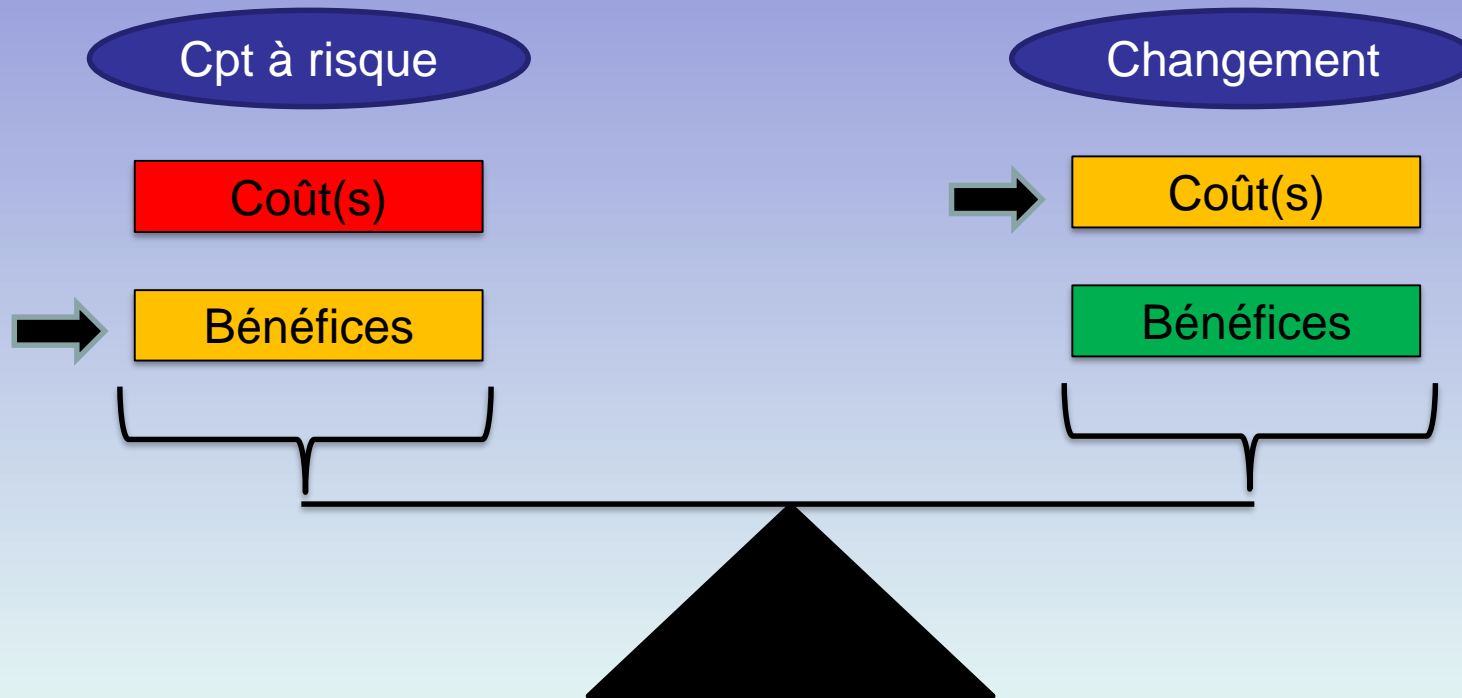 Cpt à risque
Changement
Coût(s)
Coût(s)
Bénéfices
Bénéfices